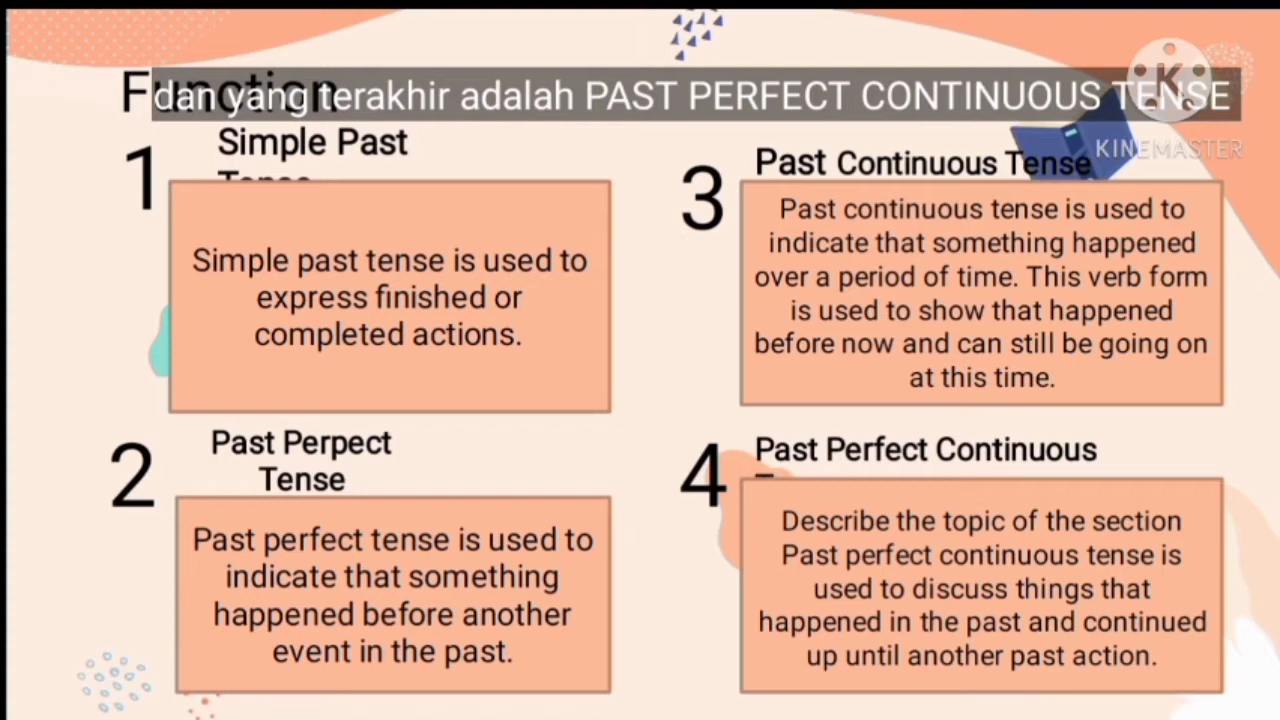 Function
dan yang terakhir adalah PAST PERFECT CONTINUOUS TENSE
KINEMASTER
1
Simple Past
Tense
Simple past tense is used to
express finished or
completed actions.
2
Past Perpect
Tense
Past perfect tense is used to
indicate that something
happened before another
event in the past.
3
Past Continuous Tense
Past continuous tense is used to
indicate that something happened
over a period of time. This verb form
is used to show that happened
before now and can still be going on
at this time.
4
Past Perfect Continuous
Describe the topic of the section
Past perfect continuous tense is
used to discuss things that
happened in the past and continued
up until another past action.